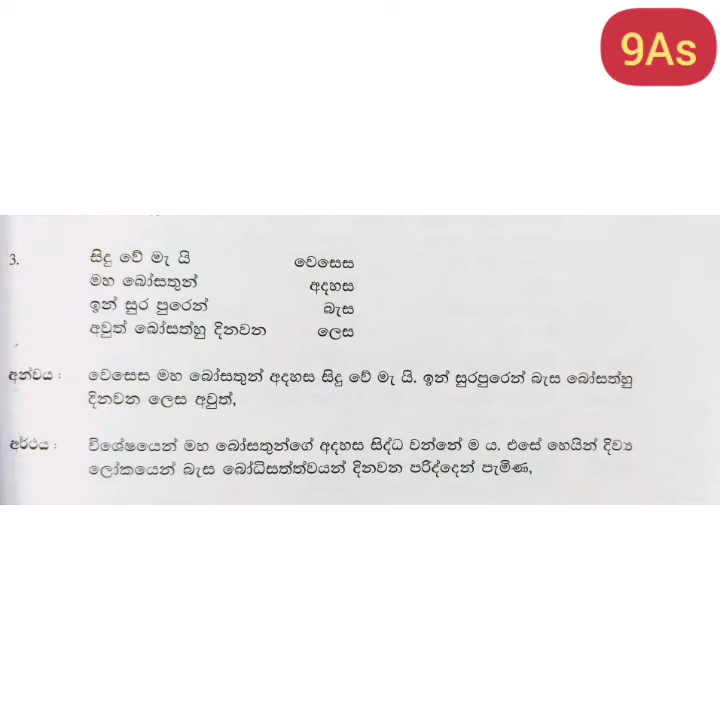 9As
3. සිදු වේ මැ යි වෙසෙස
මහ බෝසතුන් අදහස
ඉන් සුර පුරෙන් බැස
අවුත් බෝසත්හු දිනවන ලෙස
අන්වය : වෙසෙස මහ බෝසතුන් අදහස සිදු වේ මැ යි. ඉන් සුරපුරෙන් බැස බෝසත්හු
දිනවන ලෙස අවුත්,
අර්ථය : විශේෂයෙන් මහ බෝසතුන්ගේ අදහස සිද්ධ වන්නේ ම ය. එසේ හෙයින් දිව්‍ය
ලෝකයෙන් බැස බෝධිසත්ත්වයන් දිනවන පරිද්දෙන් පැමිණ,